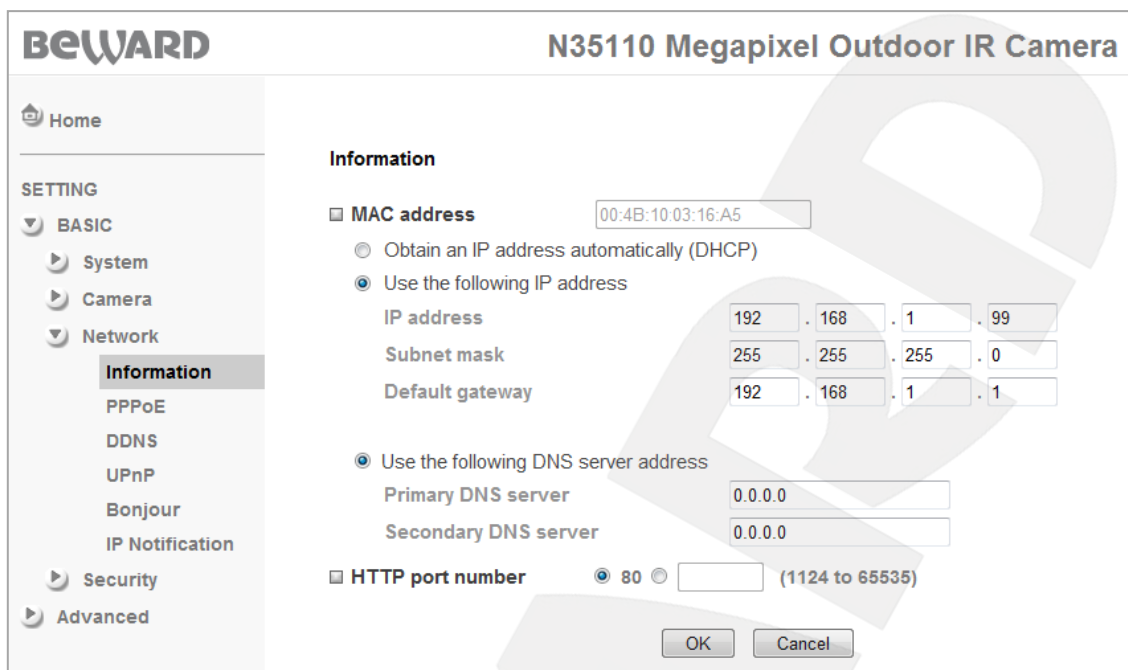 BEWARD
N35110 Megapixel Outdoor IR Camera
Home
SETTING
BASIC
System
Camera
Network
Information
PPPoE
DDNS
UPnP
Bonjour
IP Notification
Security
Advanced
Information
MAC address 00:4B:10:03:16:A5
Obtain an IP address automatically (DHCP)
Use the following IP address
IP address 192 . 168 . 1 . 99
Subnet mask 255 . 255 . 255 . 0
Default gateway 192 . 168 . 1 . 1
Use the following DNS server address
Primary DNS server 0.0.0.0
Secondary DNS server 0.0.0.0
HTTP port number 80 (1124 to 65535)
OK Cancel